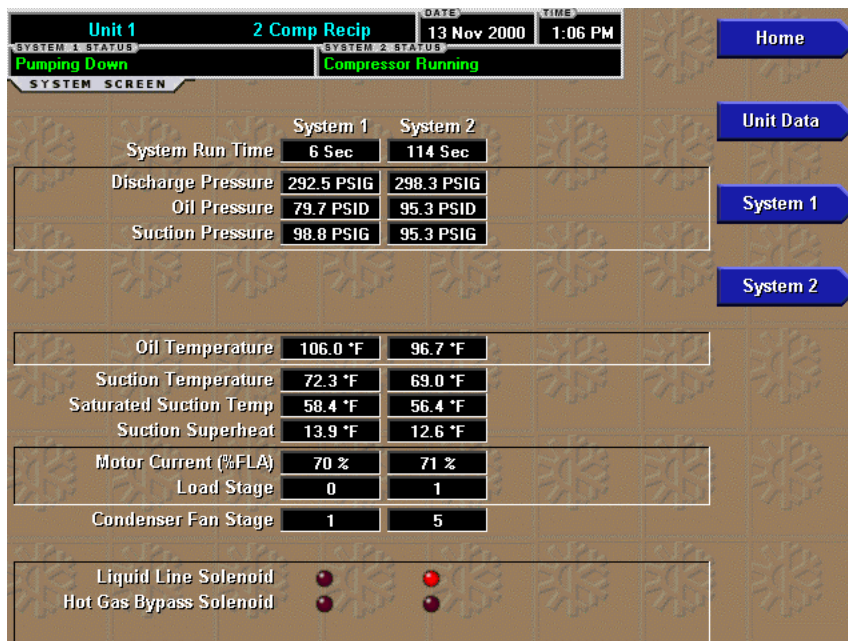 Unit 1 2 Comp Recip
DATE
13 Nov 2000
TIME
1:06 PM
Home
SYSTEM 1 STATUS
Pumping Down
SYSTEM 2 STATUS
Compressor Running
SYSTEM SCREEN
Unit Data
System 1
System 2
System 1 System 2
System Run Time 6 Sec 114 Sec
Discharge Pressure 292.5 PSIG 298.3 PSIG
Oil Pressure 79.7 PSID 95.3 PSID
Suction Pressure 98.8 PSIG 95.3 PSIG
Oil Temperature 106.0 °F 96.7 °F
Suction Temperature 72.3 °F 69.0 °F
Saturated Suction Temp 58.4 °F 56.4 °F
Suction Superheat 13.9 °F 12.6 °F
Motor Current (%FLA) 70 % 71 %
Load Stage 0 1
Condenser Fan Stage 1 5
Liquid Line Solenoid
Hot Gas Bypass Solenoid